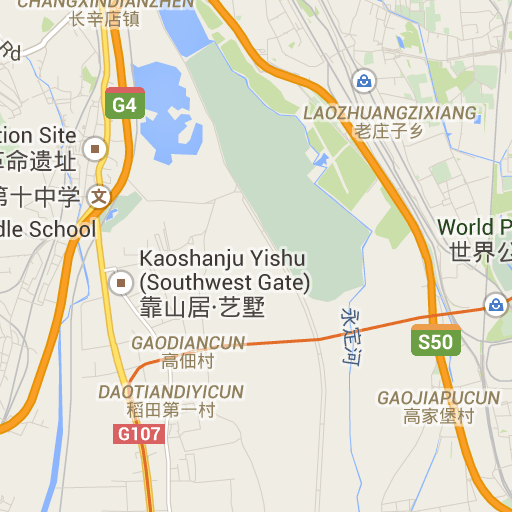 CHANGXINDIANZHEN
长辛店镇
Rd
G4
LAOZHUANGZIXIANG
老庄子乡
tion Site
革命遗址
第十中学
dle School
World P
世界公
Kaoshanju Yishu
(Southwest Gate)
靠山居·艺墅
永定河
GAODIANCUN
高佃村
S50
DAOTIANDIYICUN
稻田第一村
GAOJIAPUCUN
高家堡村
G107